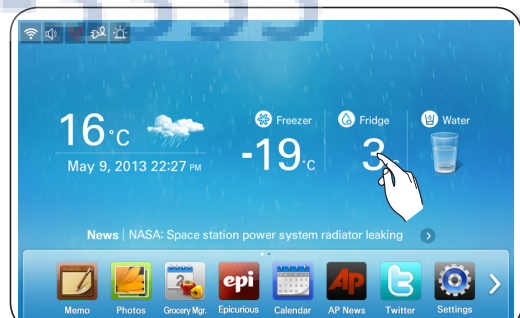 Freezer
Fridge
Water
16°C
-19°C
3
May 9, 2013 22:27 PM
News | NASA: Space station power system radiator leaking
2
epi
AP
Memo
Photos
Grocery Mgr.
Epicurious
Calendar
AP News
Twitter
Settings